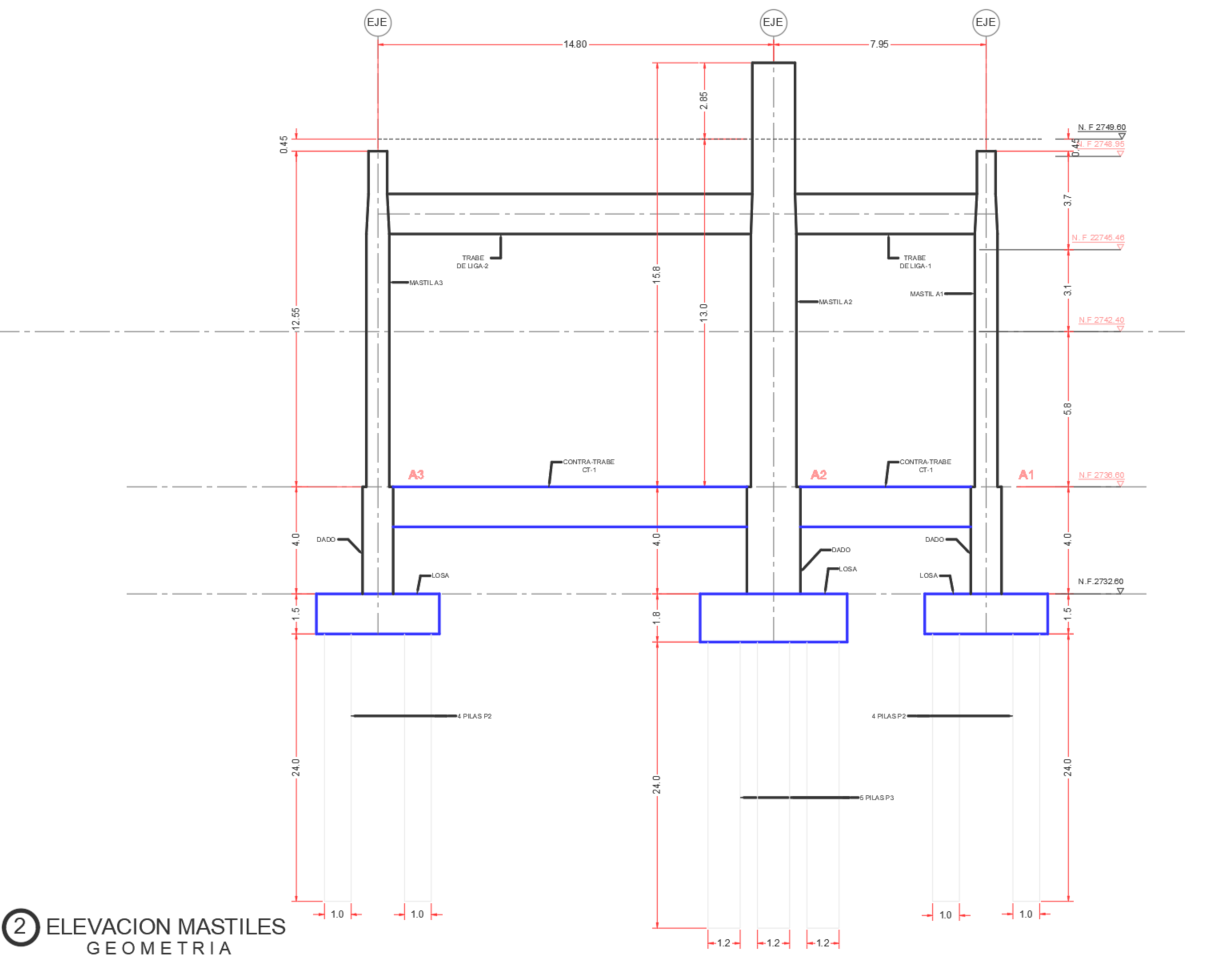 EJE
EJE
EJE
14.80
7.95
2.85
0.45
N. F 2749.60
0.45
N. F 2748.95
3.7
TRABE
DE LIGA-2
TRABE
DE LIGA-1
N. F 22745.46
15.8
MASTIL A3
MASTIL A2
MASTIL A1
3.1
12.55
13.0
N.F 2742.40
5.8
A3
CONTRA-TRABE
CT-1
A2
CONTRA-TRABE
CT-1
A1
4.0
DADO
4.0
DADO
DADO
4.0
LOSA
LOSA
LOSA
N.F.2732.60
1.5
1.8
1.5
4 PILAS P2
4 PILAS P2
24.0
24.0
24.0
5 PILAS P3
1.0
1.0
1.0
1.0
1.2
1.2
1.2
2 ELEVACION MASTILES
GEOMETRIA